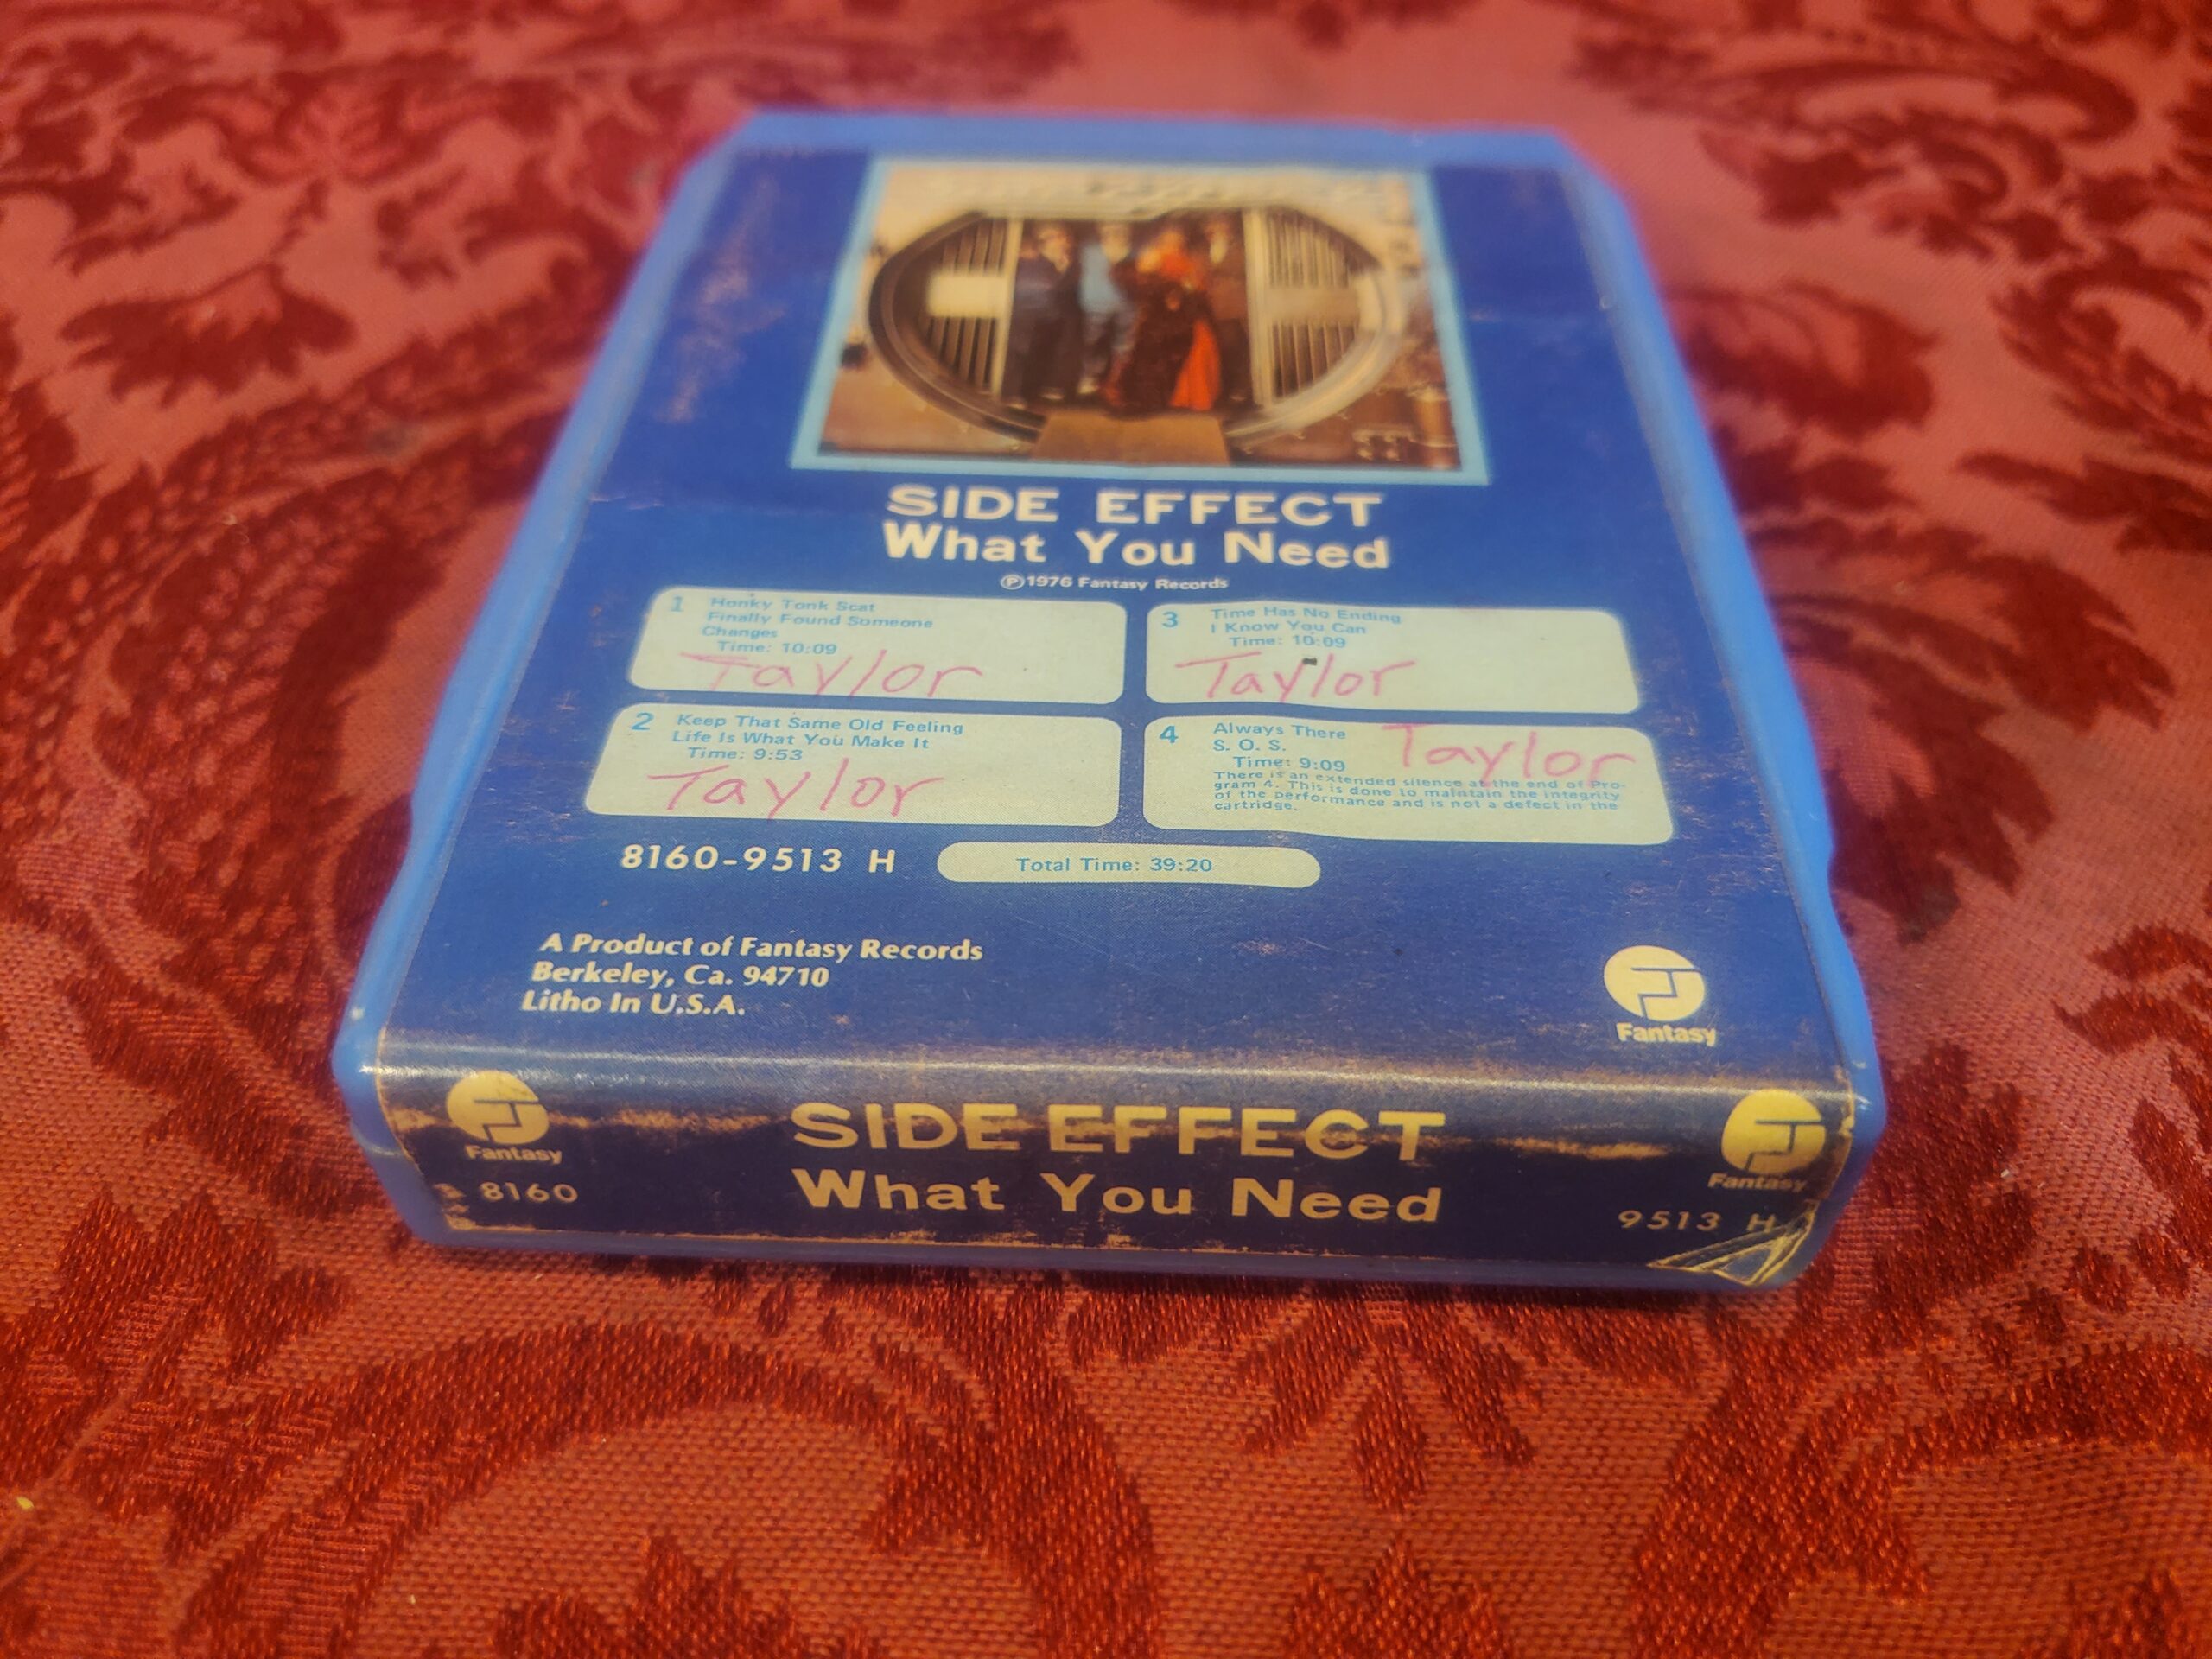 SIDE EFFECT
What You Need
℗1976 Fantasy Records
1 Honky Tonk Scat
Finally Found Someone
Changes
Time: 10:09
Taylor
2 Keep That Same Old Feeling
Life Is What You Make It
Time: 9:53
Taylor
3 Time Has No Ending
I Know You Can
Time: 10:09
Taylor
4 Always There
S. O. S.
Time: 9:09
Taylor
There is an extended silence at the end of Pro-
gram 4. This is done to maintain the integrity
of the performance and is not a defect in the
cartridge.
8160-9513 H
Total Time: 39:20
A Product of Fantasy Records
Berkeley, Ca. 94710
Litho In U.S.A.
Fantasy
Fantasy
8160
SIDE EFFECT
What You Need
Fantasy
9513 H